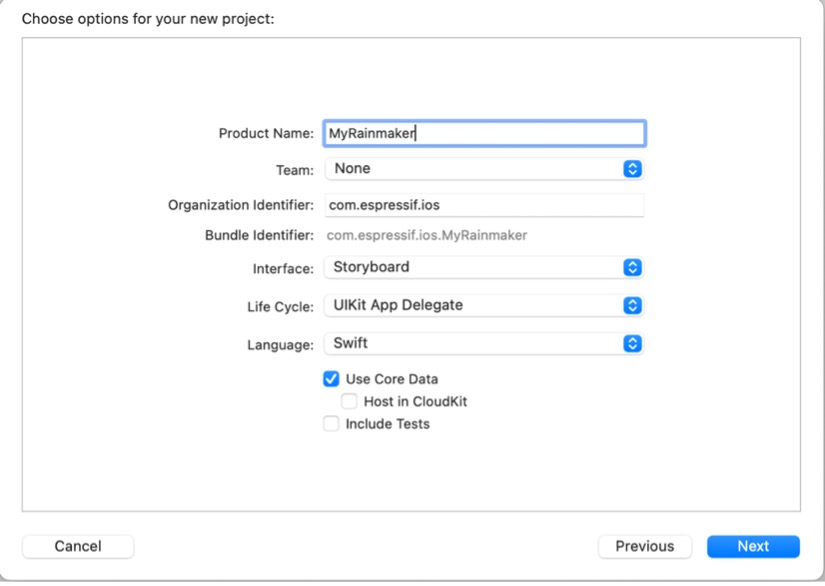 Choose options for your new project:
Product Name: MyRainmaker
Team: None
Organization Identifier: com.espressif.ios
Bundle Identifier: com.espressif.ios.MyRainmaker
Interface: Storyboard
Life Cycle: UIKit App Delegate
Language: Swift
Use Core Data
Host in CloudKit
Include Tests
Cancel Previous Next